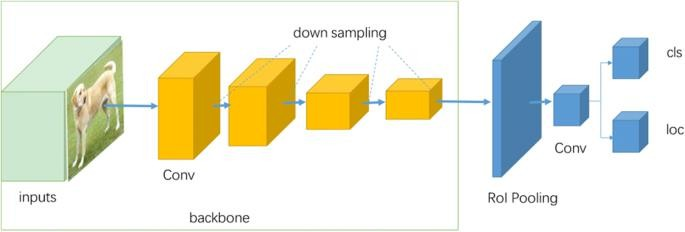 down sampling
cls
loc
Conv
Conv
inputs
RoI Pooling
backbone